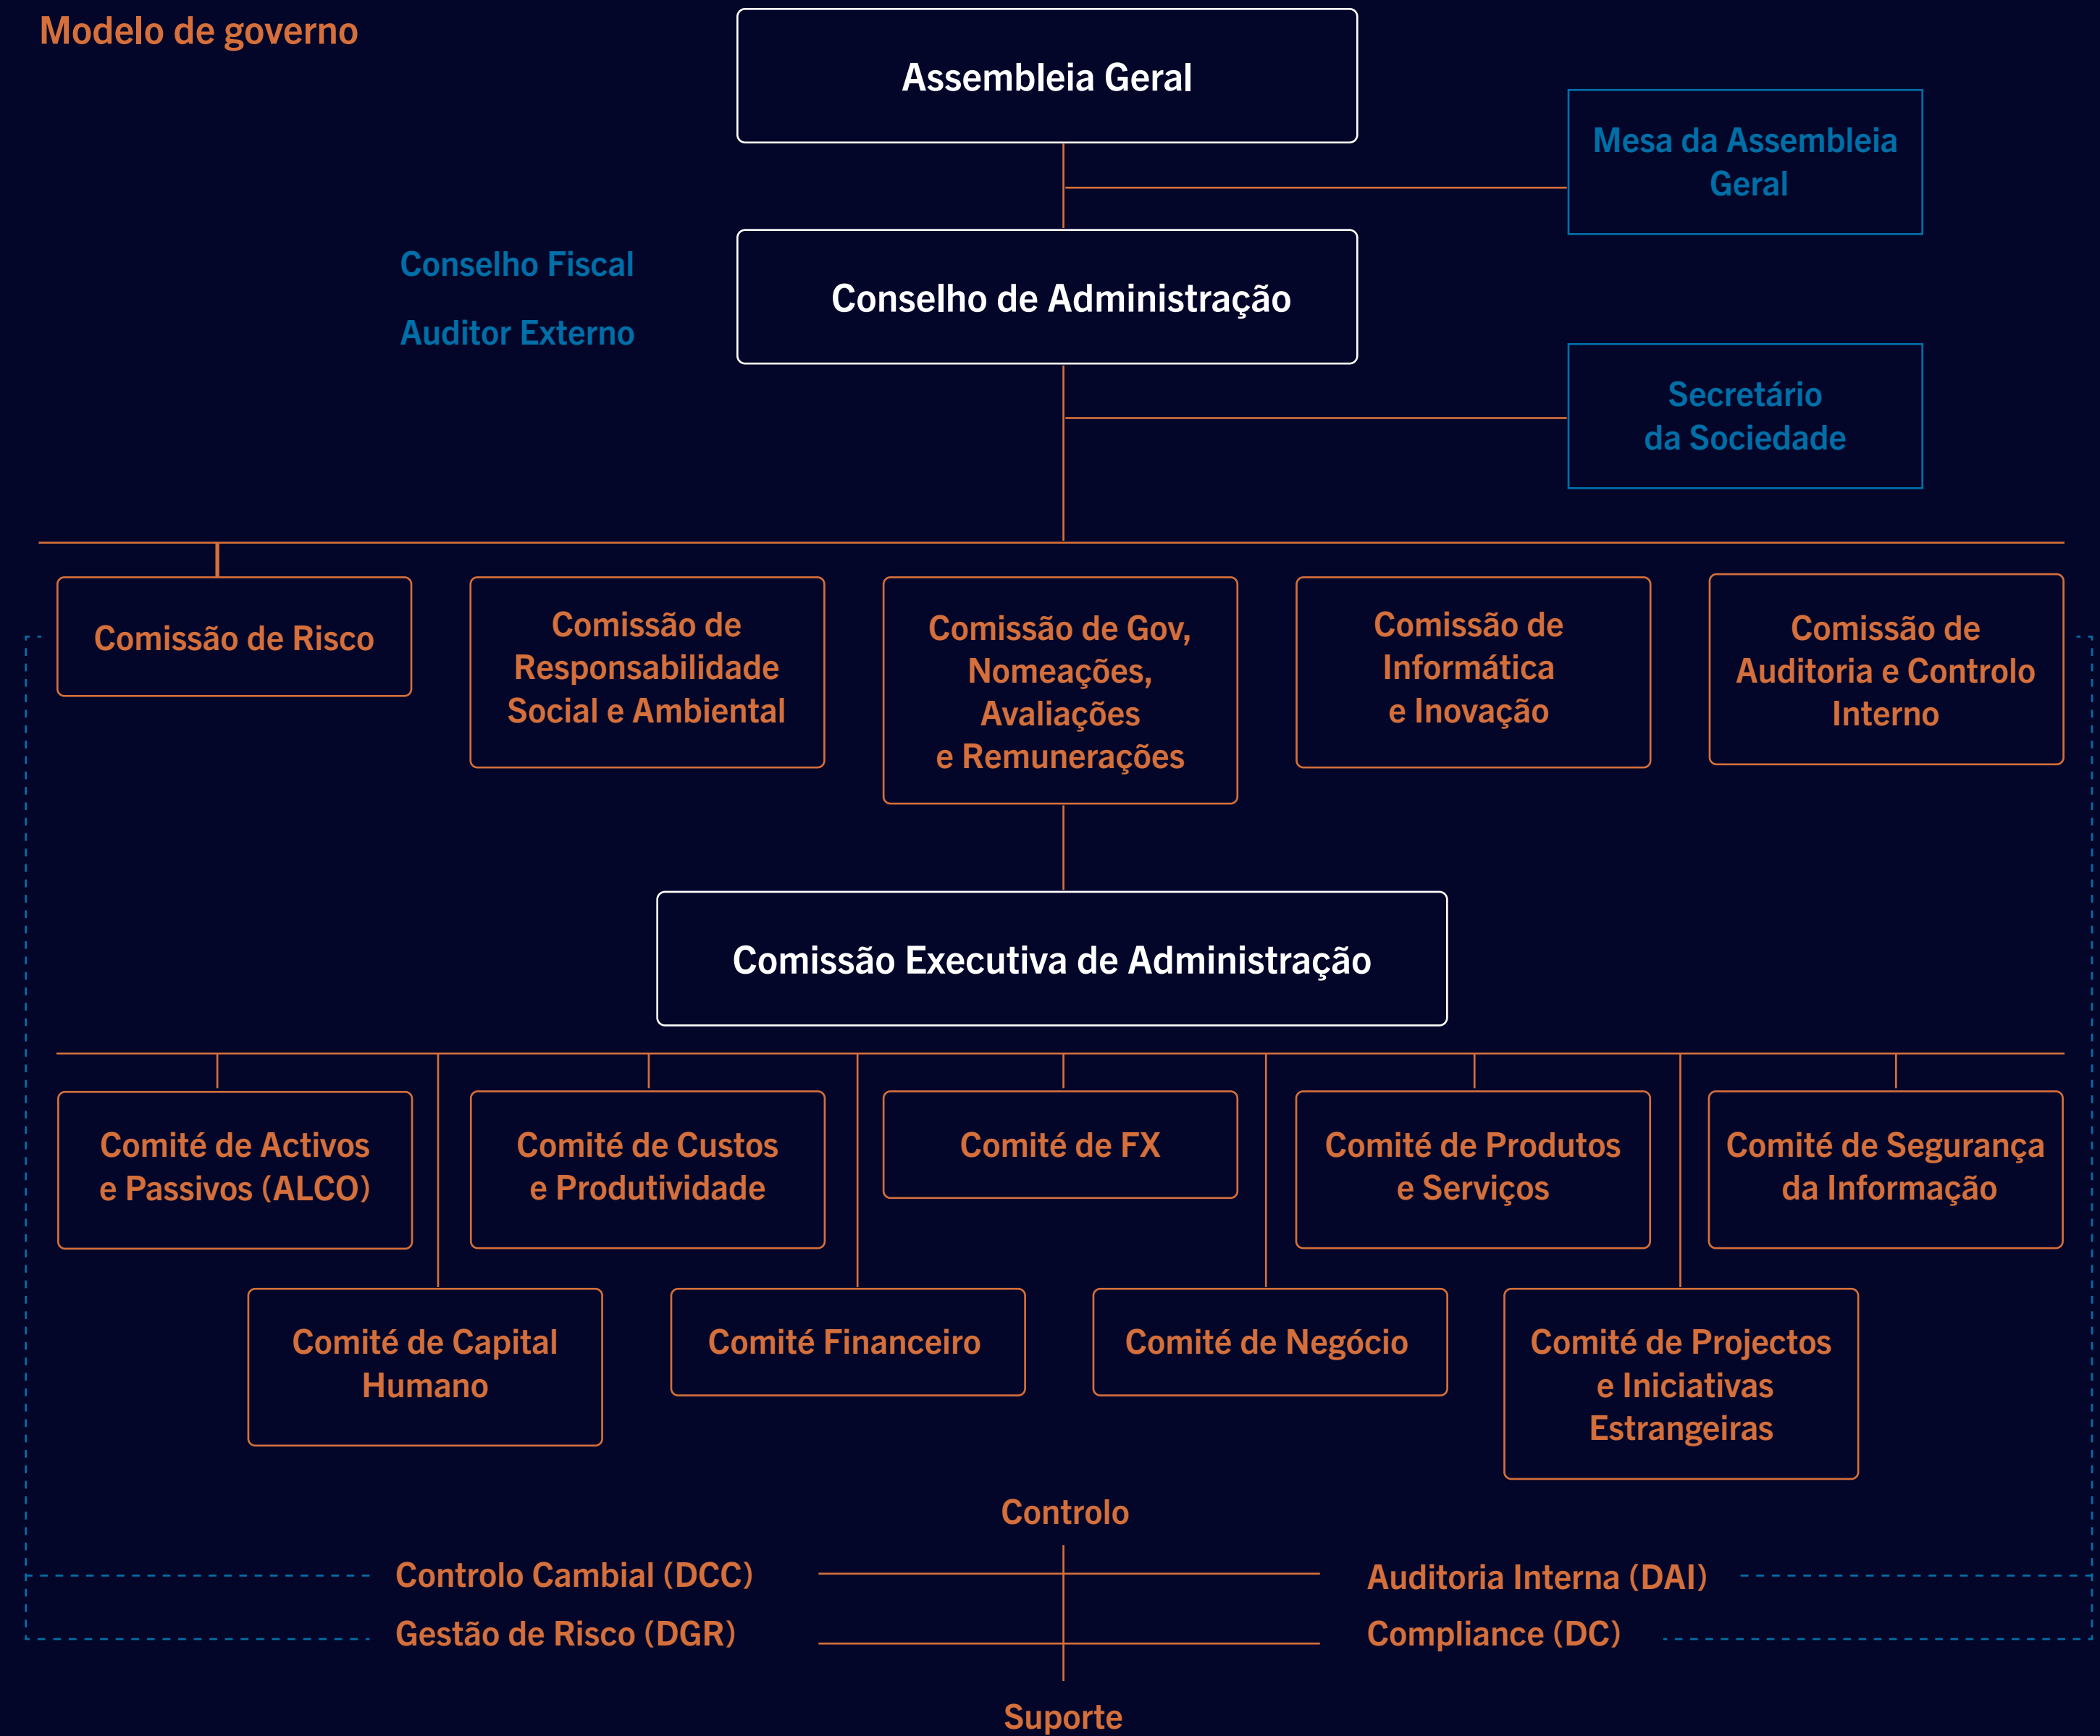 Modelo de governo
Assembleia Geral
Mesa da Assembleia
Geral
Conselho Fiscal
Auditor Externo
Conselho de Administração
Secretário
da Sociedade
Comissão de Risco
Comissão de
Responsabilidade
Social e Ambiental
Comissão de Gov,
Nomeações,
Avaliações
e Remunerações
Comissão de
Informática
e Inovação
Comissão de
Auditoria e Controlo
Interno
Comissão Executiva de Administração
Comité de Activos
e Passivos (ALCO)
Comité de Custos
e Produtividade
Comité de FX
Comité de Produtos
e Serviços
Comité de Segurança
da Informação
Comité de Capital
Humano
Comité Financeiro
Comité de Negócio
Comité de Projectos
e Iniciativas
Estrangeiras
Controlo
Controlo Cambial (DCC)
Auditoria Interna (DAI)
Gestão de Risco (DGR)
Compliance (DC)
Suporte